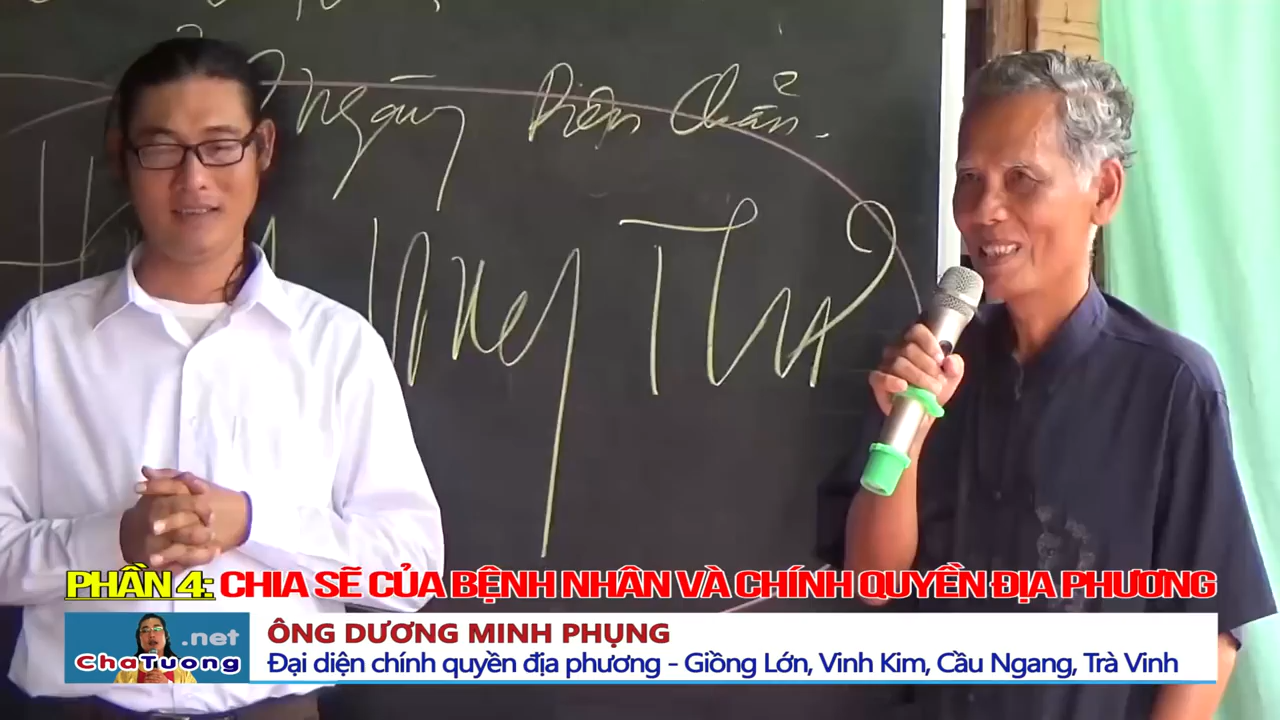 Diện Chẩn.
PHẦN 4: CHIA SẼ CỦA BỆNH NHÂN VÀ CHÍNH QUYỀN ĐỊA PHƯƠNG
.net
ChaTuong
ÔNG DƯƠNG MINH PHỤNG
Đại diện chính quyền địa phương - Giồng Lớn, Vinh Kim, Cầu Ngang, Trà Vinh